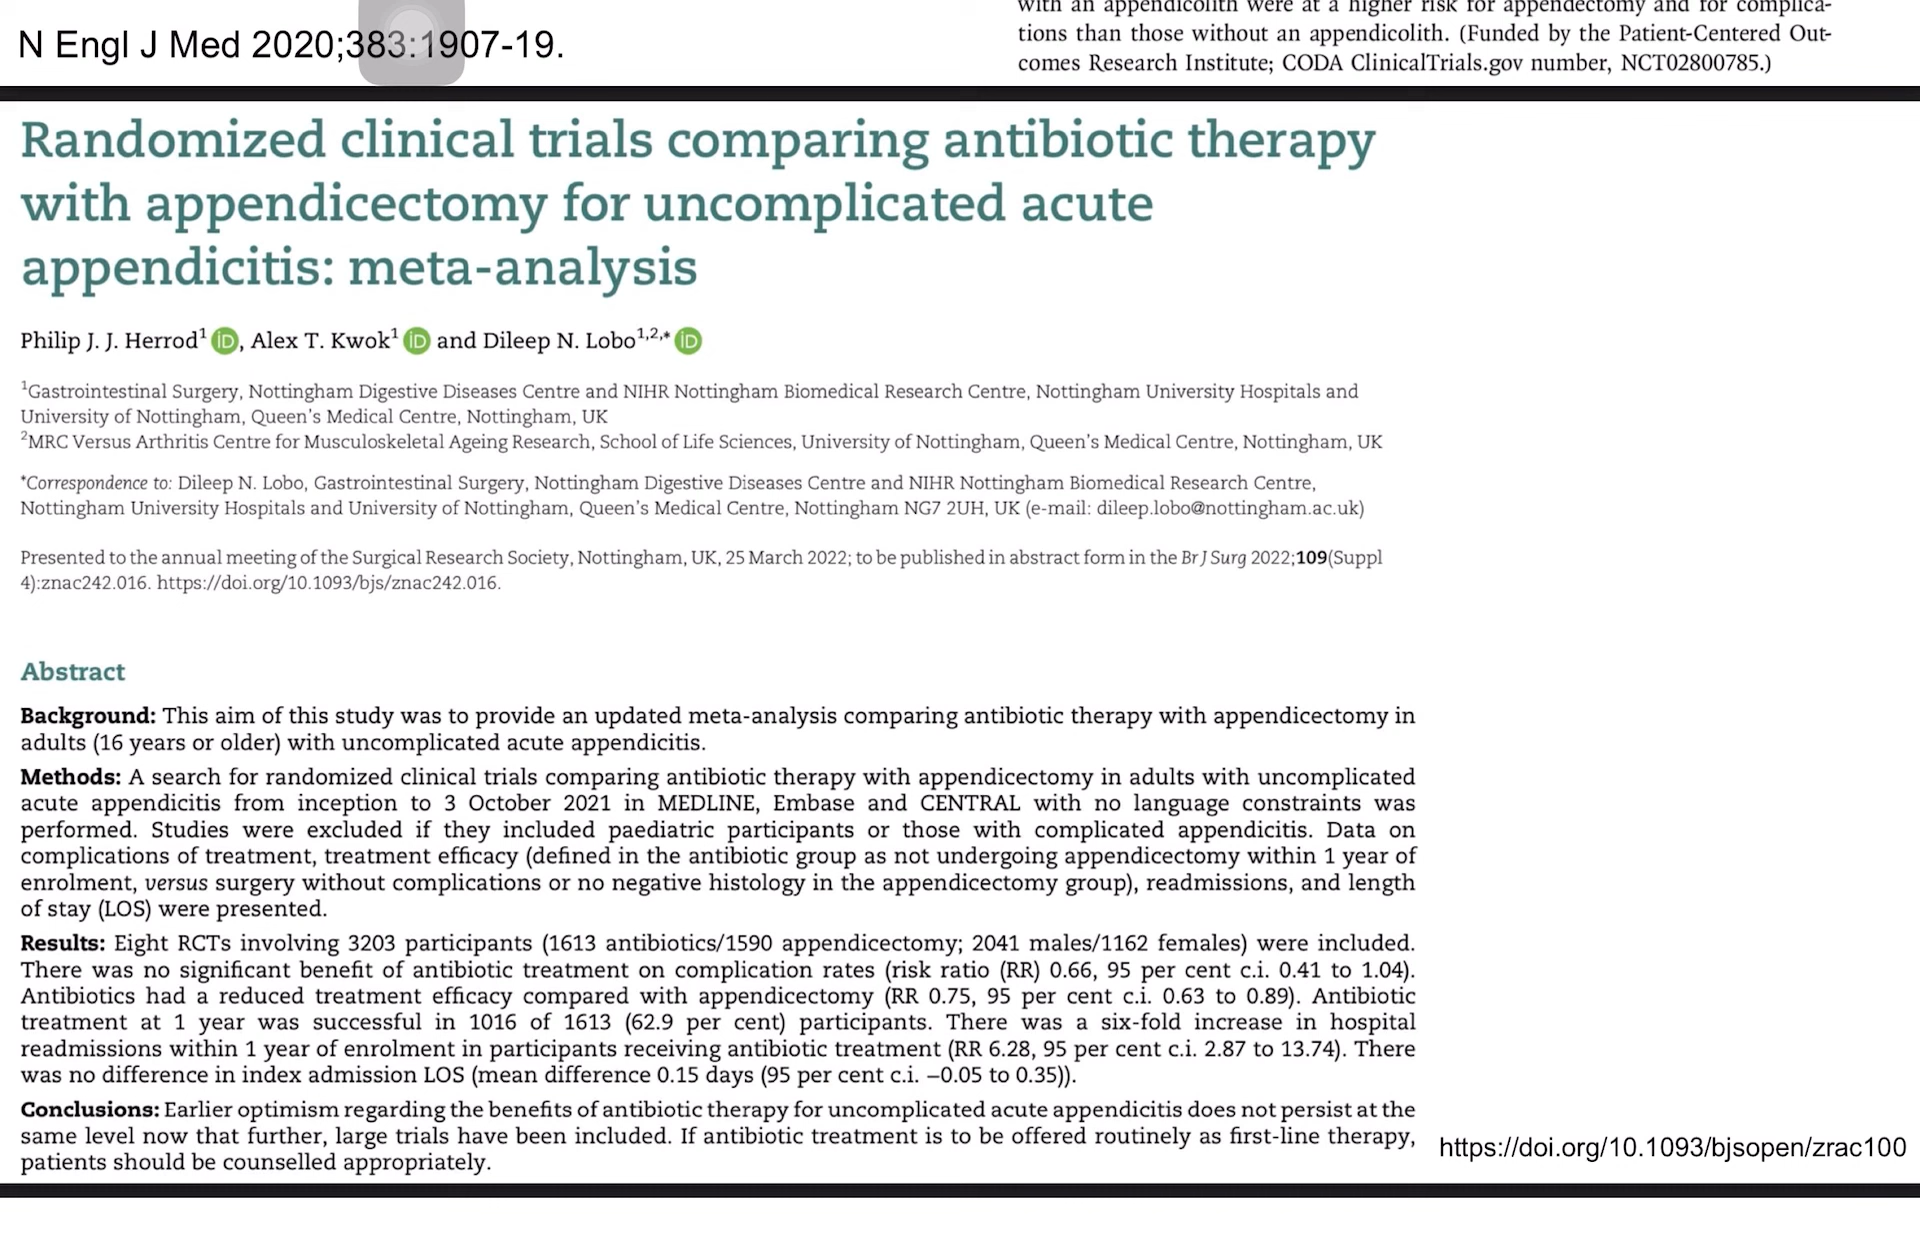 N Engl J Med 2020;383:1907-19.
with an appendicolith were at a higher risk for appendectomy and for complica-
tions than those without an appendicolith. (Funded by the Patient-Centered Out-
comes Research Institute; CODA ClinicalTrials.gov number, NCT02800785.)
Randomized clinical trials comparing antibiotic therapy
with appendicectomy for uncomplicated acute
appendicitis: meta-analysis
Philip J. J. Herrod1 iD, Alex T. Kwok1 iD and Dileep N. Lobo1,2,* iD
1Gastrointestinal Surgery, Nottingham Digestive Diseases Centre and NIHR Nottingham Biomedical Research Centre, Nottingham University Hospitals and
University of Nottingham, Queen's Medical Centre, Nottingham, UK
2MRC Versus Arthritis Centre for Musculoskeletal Ageing Research, School of Life Sciences, University of Nottingham, Queen's Medical Centre, Nottingham, UK
*Correspondence to: Dileep N. Lobo, Gastrointestinal Surgery, Nottingham Digestive Diseases Centre and NIHR Nottingham Biomedical Research Centre,
Nottingham University Hospitals and University of Nottingham, Queen's Medical Centre, Nottingham NG7 2UH, UK (e-mail: dileep.lobo@nottingham.ac.uk)
Presented to the annual meeting of the Surgical Research Society, Nottingham, UK, 25 March 2022; to be published in abstract form in the Br J Surg 2022;109(Suppl
4):znac242.016. https://doi.org/10.1093/bjs/znac242.016.
Abstract
Background: This aim of this study was to provide an updated meta-analysis comparing antibiotic therapy with appendicectomy in
adults (16 years or older) with uncomplicated acute appendicitis.
Methods: A search for randomized clinical trials comparing antibiotic therapy with appendicectomy in adults with uncomplicated
acute appendicitis from inception to 3 October 2021 in MEDLINE, Embase and CENTRAL with no language constraints was
performed. Studies were excluded if they included paediatric participants or those with complicated appendicitis. Data on
complications of treatment, treatment efficacy (defined in the antibiotic group as not undergoing appendicectomy within 1 year of
enrolment, versus surgery without complications or no negative histology in the appendicectomy group), readmissions, and length
of stay (LOS) were presented.
Results: Eight RCTs involving 3203 participants (1613 antibiotics/1590 appendicectomy; 2041 males/1162 females) were included.
There was no significant benefit of antibiotic treatment on complication rates (risk ratio (RR) 0.66, 95 per cent c.i. 0.41 to 1.04).
Antibiotics had a reduced treatment efficacy compared with appendicectomy (RR 0.75, 95 per cent c.i. 0.63 to 0.89). Antibiotic
treatment at 1 year was successful in 1016 of 1613 (62.9 per cent) participants. There was a six-fold increase in hospital
readmissions within 1 year of enrolment in participants receiving antibiotic treatment (RR 6.28, 95 per cent c.i. 2.87 to 13.74). There
was no difference in index admission LOS (mean difference 0.15 days (95 per cent c.i. −0.05 to 0.35)).
Conclusions: Earlier optimism regarding the benefits of antibiotic therapy for uncomplicated acute appendicitis does not persist at the
same level now that further, large trials have been included. If antibiotic treatment is to be offered routinely as first-line therapy,
patients should be counselled appropriately.
https://doi.org/10.1093/bjsopen/zrac100